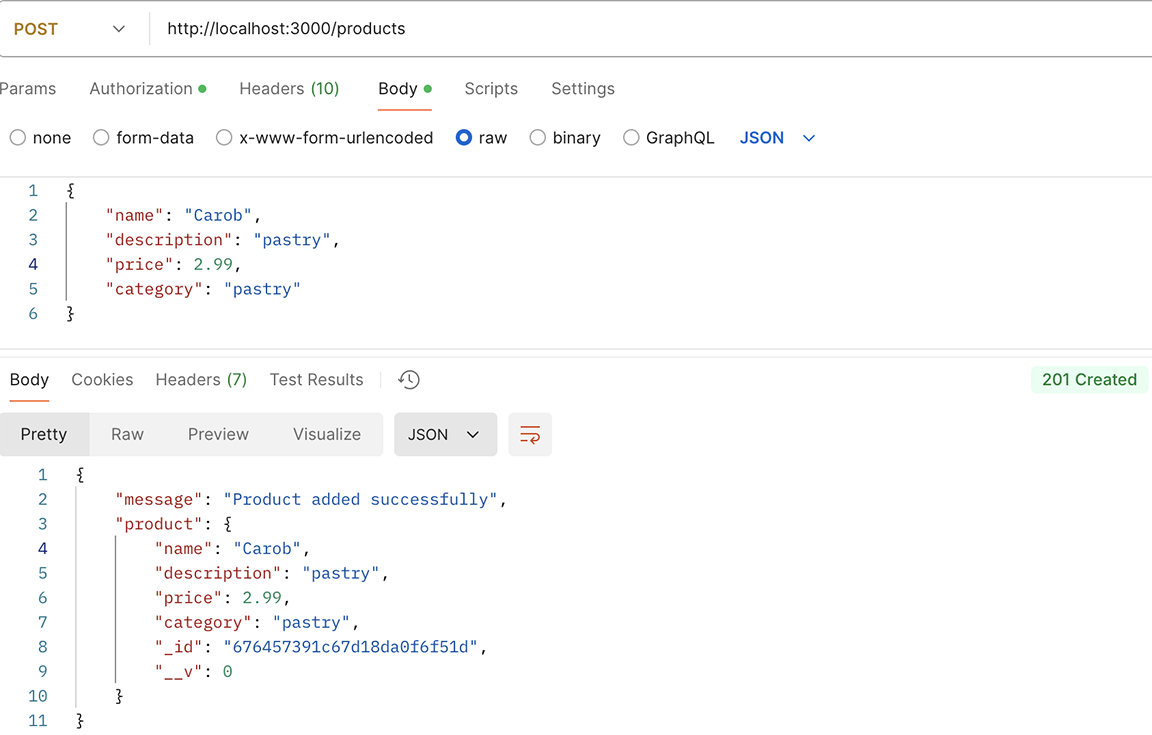 POST http://localhost:3000/products
Params Authorization Headers (10) Body Scripts Settings
none form-data x-www-form-urlencoded raw binary GraphQL JSON
1 {
2 "name": "Carob",
3 "description": "pastry",
4 "price": 2.99,
5 "category": "pastry"
6 }
Body Cookies Headers (7) Test Results 201 Created
Pretty Raw Preview Visualize JSON
1 {
2 "message": "Product added successfully",
3 "product": {
4 "name": "Carob",
5 "description": "pastry",
6 "price": 2.99,
7 "category": "pastry",
8 "_id": "676457391c67d18da0f6f51d",
9 "__v": 0
10 }
11 }